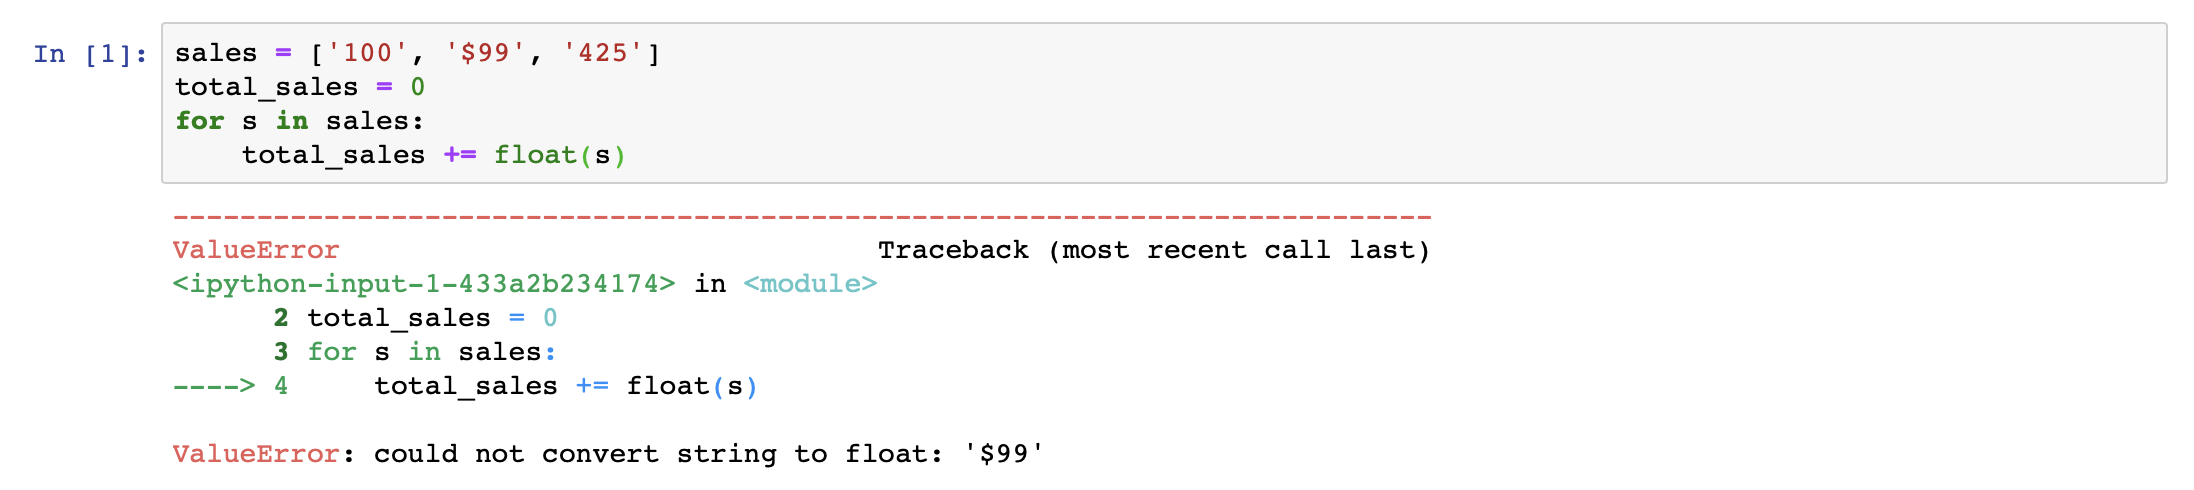 In [1]: sales = ['100', '$99', '425']
total_sales = 0
for s in sales:
    total_sales += float(s)
---------------------------------------------------------------------------
ValueError                                Traceback (most recent call last)
<ipython-input-1-433a2b234174> in <module>
      2 total_sales = 0
      3 for s in sales:
----> 4     total_sales += float(s)
ValueError: could not convert string to float: '$99'